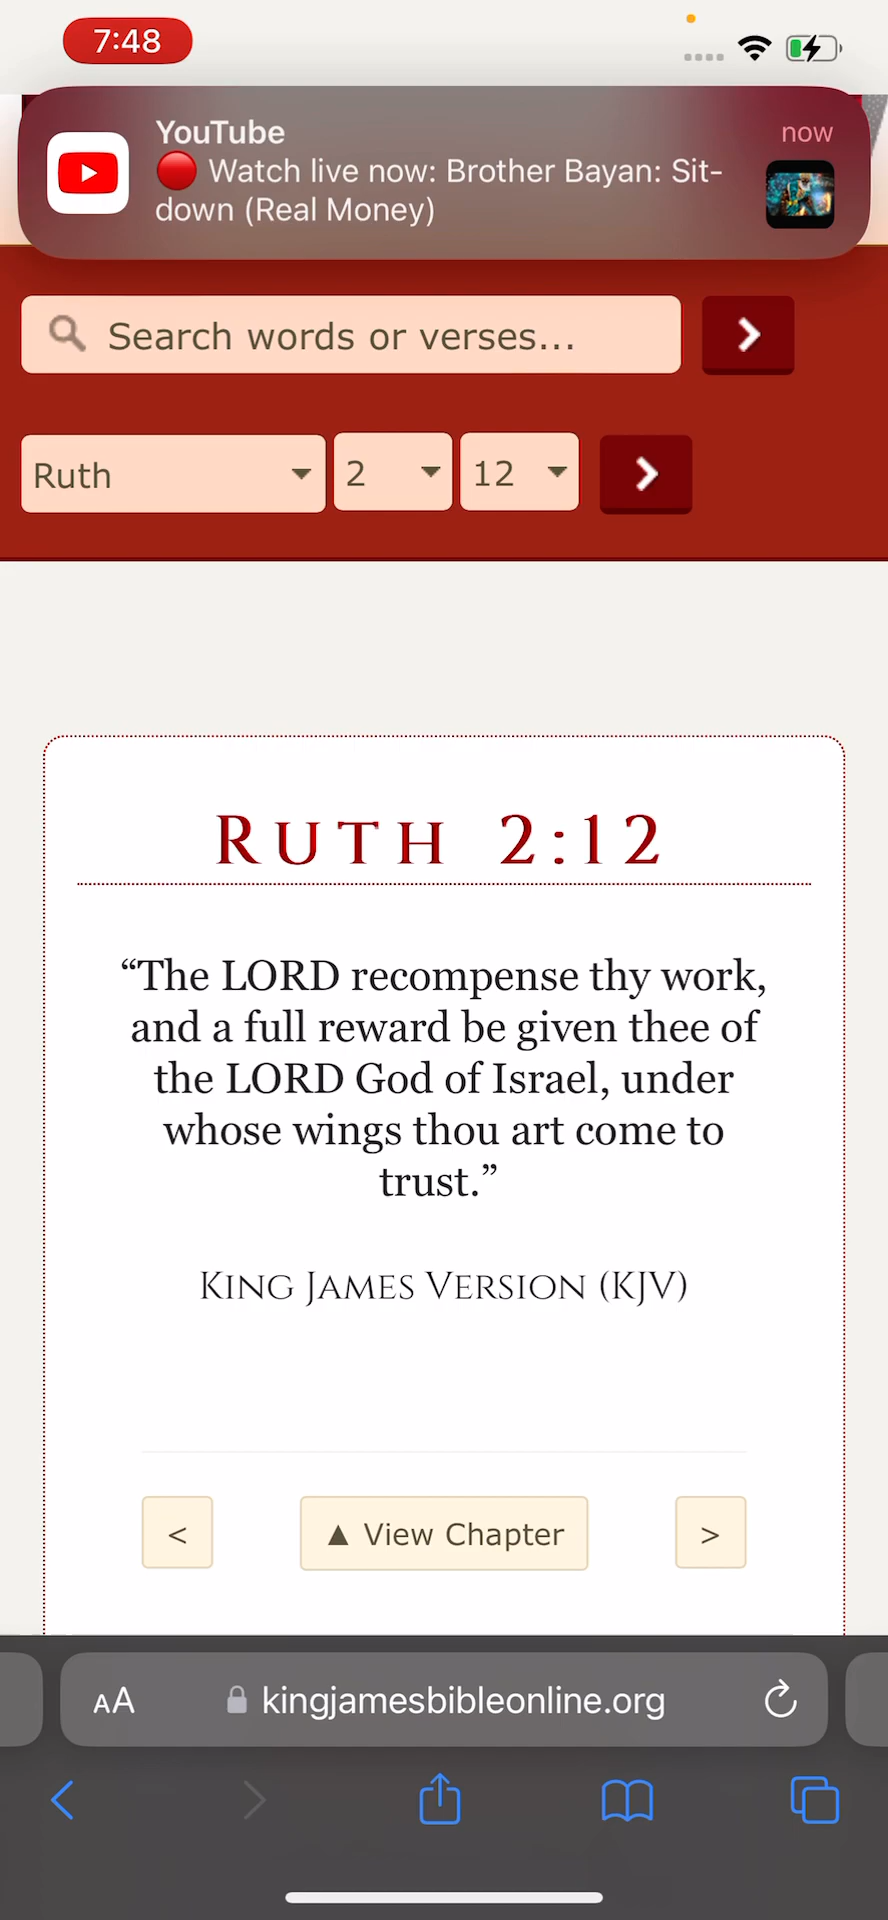 7:48
YouTube
now
🔴 Watch live now: Brother Bayan: Sit-
down (Real Money)
Search words or verses...
Ruth
2
12
RUTH 2:12
“The LORD recompense thy work,
and a full reward be given thee of
the LORD God of Israel, under
whose wings thou art come to
trust.”
KING JAMES VERSION (KJV)
<
▲ View Chapter
>
AA
kingjamesbibleonline.org